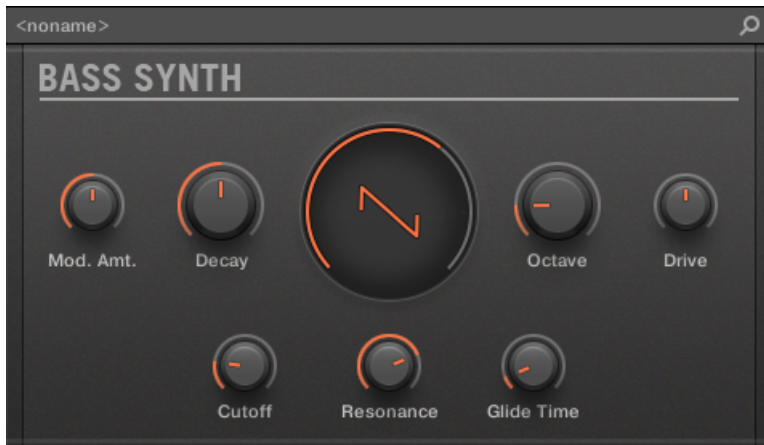 <noname>
BASS SYNTH
Mod. Amt.
Decay
Octave
Drive
Cutoff
Resonance
Glide Time